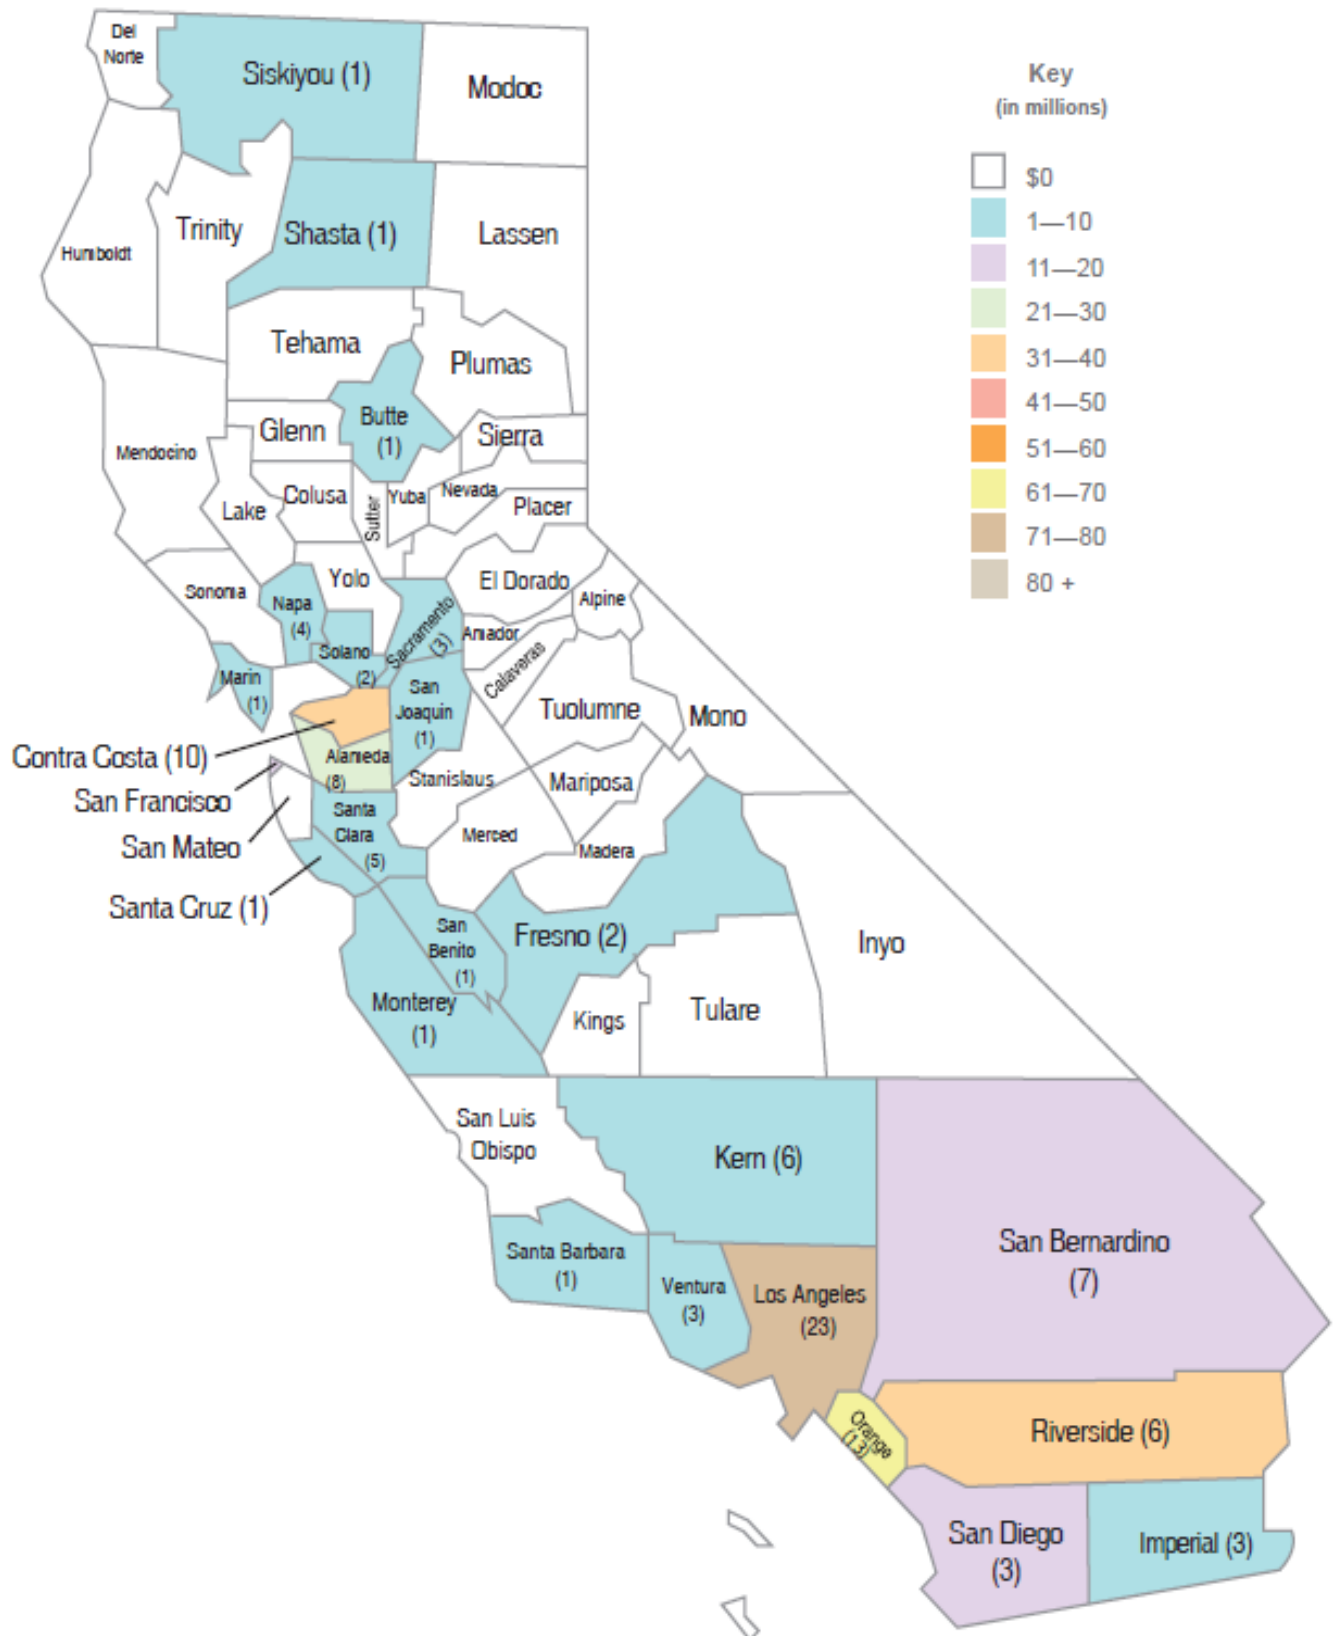 Del
Norte
Siskiyou (1)
Modoc
Key
(in millions)
$0
1—10
11—20
21—30
31—40
41—50
51—60
61—70
71—80
80 +
Humboldt
Trinity
Shasta (1)
Lassen
Tehama
Plumas
Butte
(1)
Glenn
Sierra
Mendocino
Lake
Colusa
Sutter
Yuba
Nevada
Placer
Sonoma
Napa
(4)
Yolo
El Dorado
Alpine
Solano
(2)
Sacramento
(3)
Amador
Calaveras
Marin
(1)
San
Joaquin
(1)
Tuolumne
Mono
Contra Costa (10)
Alameda
(8)
Stanislaus
Mariposa
San Francisco
San Mateo
Santa
Clara
(5)
Merced
Madera
Santa Cruz (1)
San
Benito
(1)
Fresno (2)
Inyo
Monterey
(1)
Kings
Tulare
San Luis
Obispo
Kern (6)
San Bernardino
(7)
Santa Barbara
(1)
Ventura
(3)
Los Angeles
(23)
Orange
(13)
Riverside (6)
San Diego
(3)
Imperial (3)